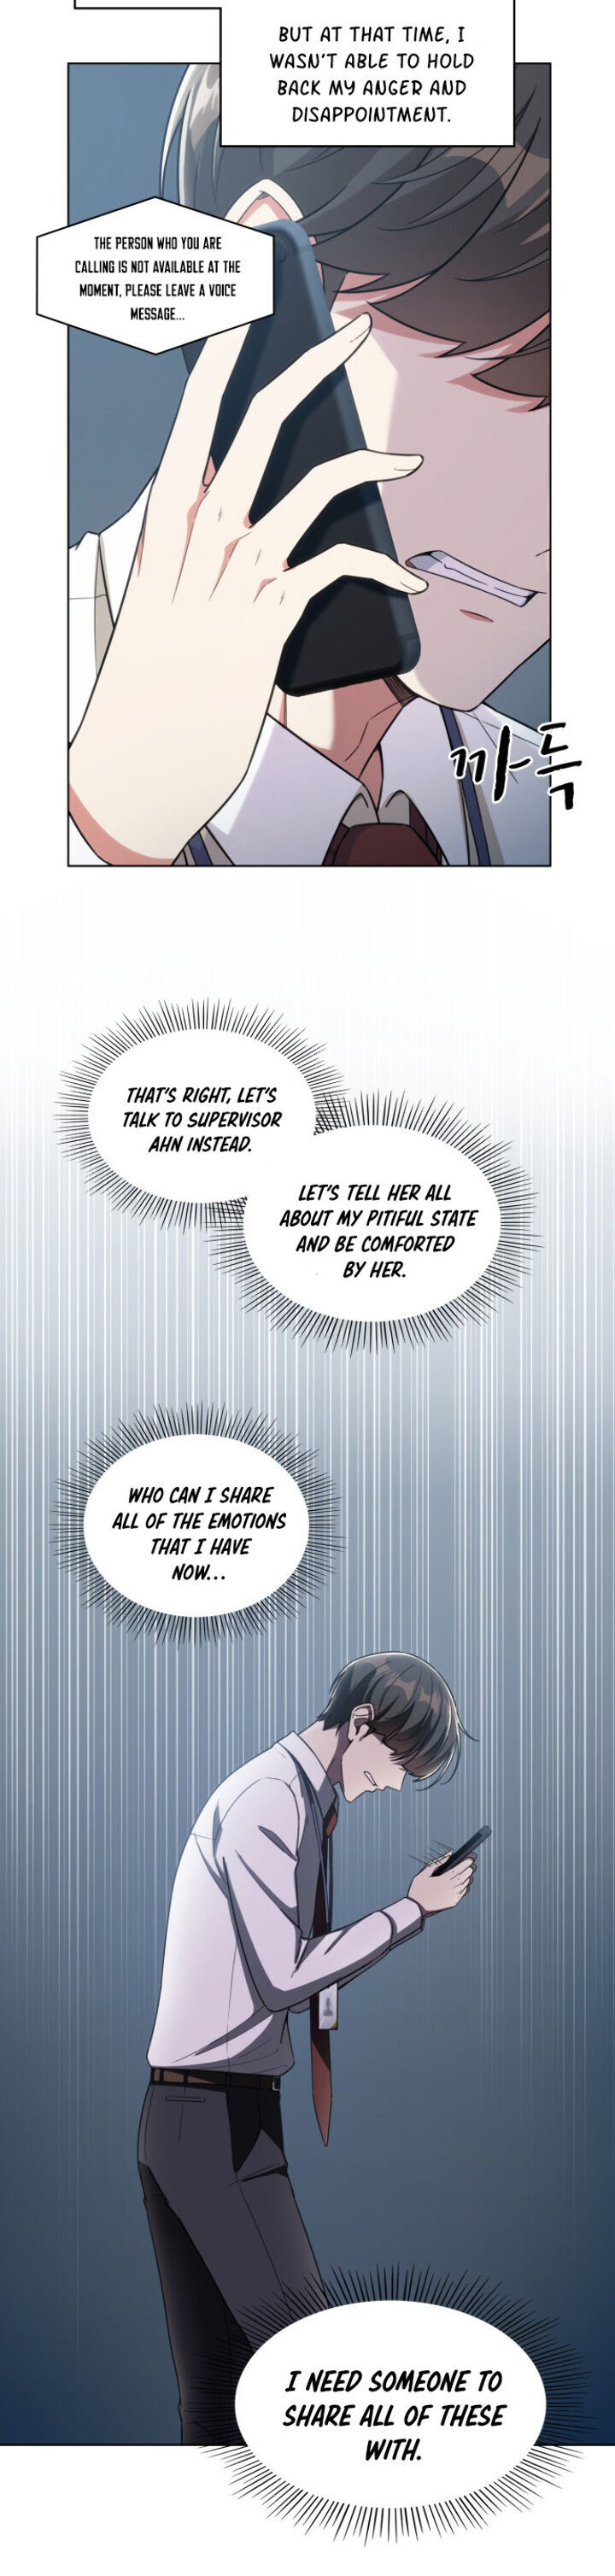 BUT AT THAT TIME, I
WASN'T ABLE TO HOLD
BACK MY ANGER AND
DISAPPOINTMENT.
THE PERSON WHO YOU ARE
CALLING IS NOT AVAILABLE AT THE
MOMENT, PLEASE LEAVE A VOICE
MESSAGE...
까득
THAT'S RIGHT, LET'S
TALK TO SUPERVISOR
AHN INSTEAD.
LET'S TELL HER ALL
ABOUT MY PITIFUL STATE
AND BE COMFORTED
BY HER.
WHO CAN I SHARE
ALL OF THE EMOTIONS
THAT I HAVE
NOW...
I NEED SOMEONE TO
SHARE ALL OF THESE
WITH.